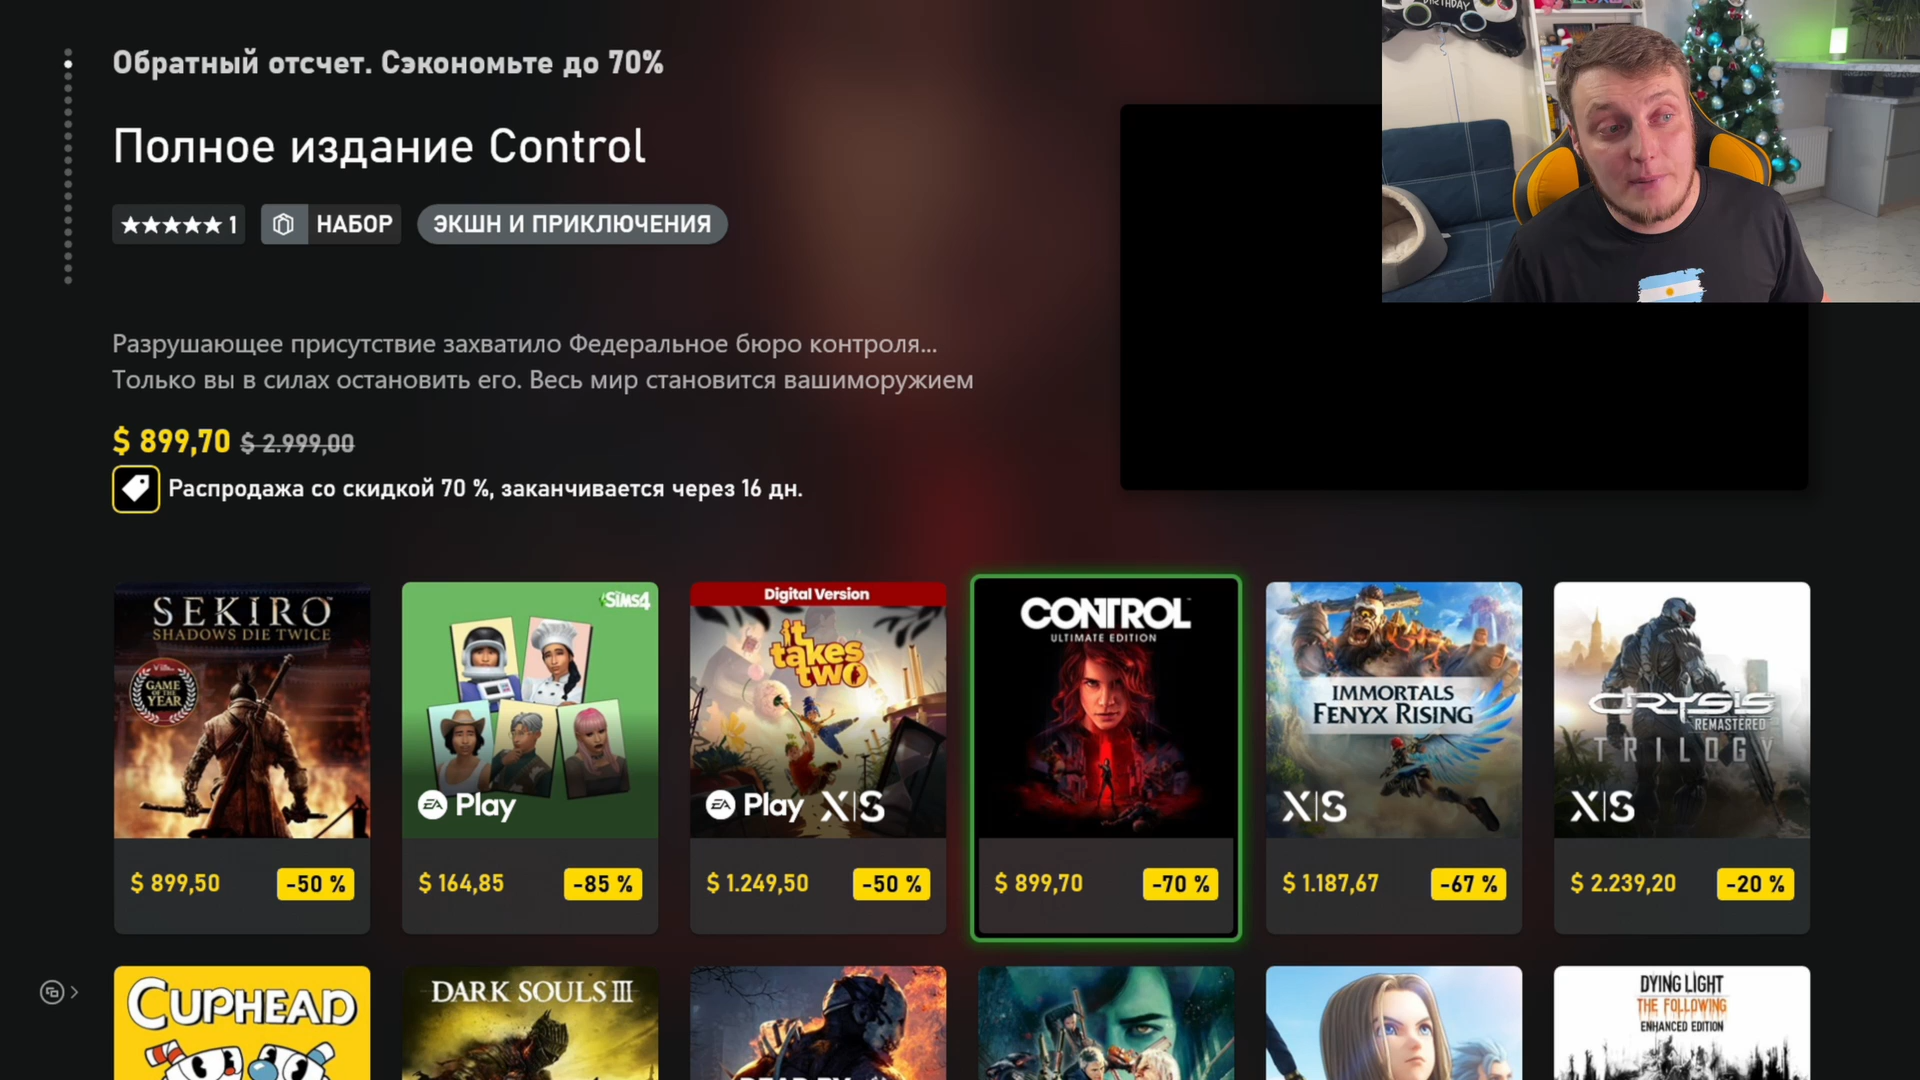 Обратный отсчет. Сэкономьте до 70%
Полное издание Control
★★★★★ 1
НАБОР
ЭКШН И ПРИКЛЮЧЕНИЯ
Разрушающее присутствие захватило Федеральное бюро контроля...
Только вы в силах остановить его. Весь мир становится вашиморужием
$ 899,70 $ 2.999,00
Распродажа со скидкой 70 %, заканчивается через 16 дн.
BIRTHDAY
SEKIRO
SHADOWS DIE TWICE
GAME
OF THE
YEAR
$ 899,50 -50 %
THE SIMS4
EA Play
$ 164,85 -85 %
Digital Version
it
takes
two
EA Play X|S
$ 1.249,50 -50 %
CONTROL
ULTIMATE EDITION
$ 899,70 -70 %
IMMORTALS
FENYX RISING
X|S
$ 1.187,67 -67 %
CRYSIS
REMASTERED
TRILOGY
X|S
$ 2.239,20 -20 %
CUPHEAD
DARK SOULS III
DYING LIGHT
THE FOLLOWING
ENHANCED EDITION